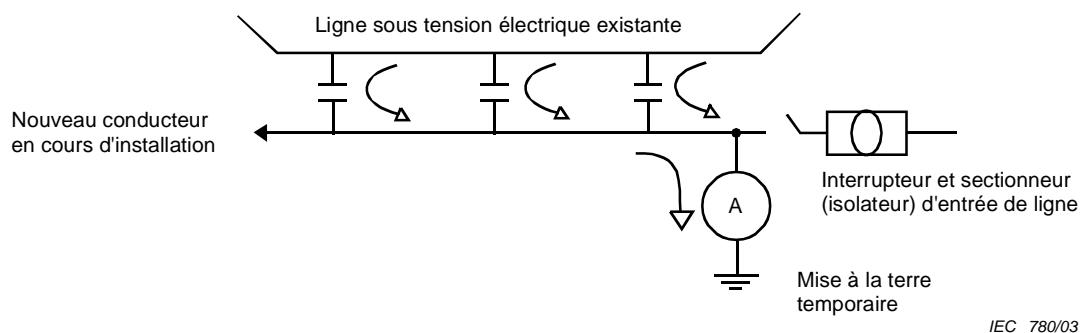 Ligne sous tension électrique existante
Nouveau conducteur
en cours d'installation
A
Interrupteur et sectionneur
(isolateur) d'entrée de ligne
Mise à la terre
temporaire
IEC 780/03